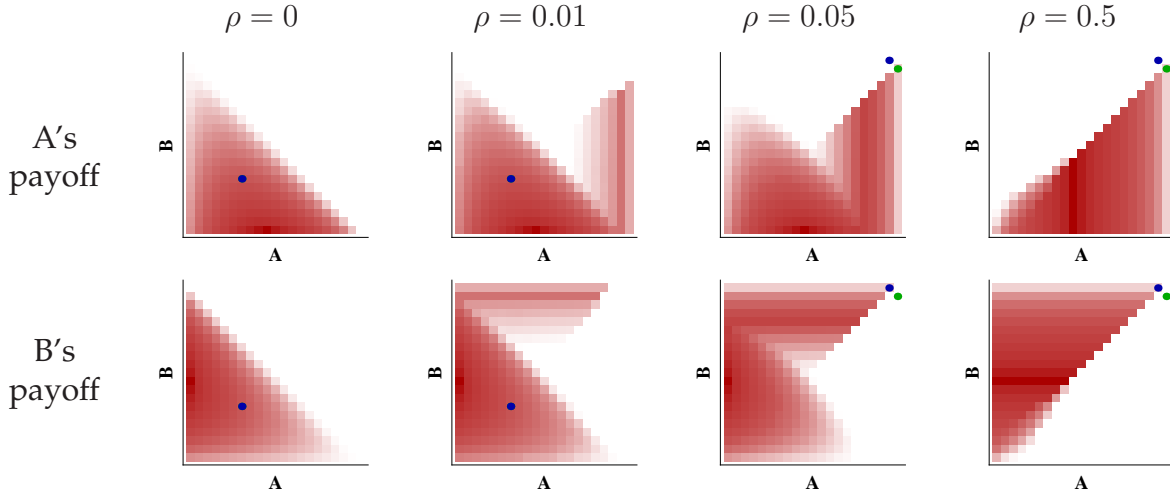 ρ = 0 ρ = 0.01 ρ = 0.05 ρ = 0.5
A's
payoff
B B B B
A A A A
B's
payoff
B B B B
A A A A